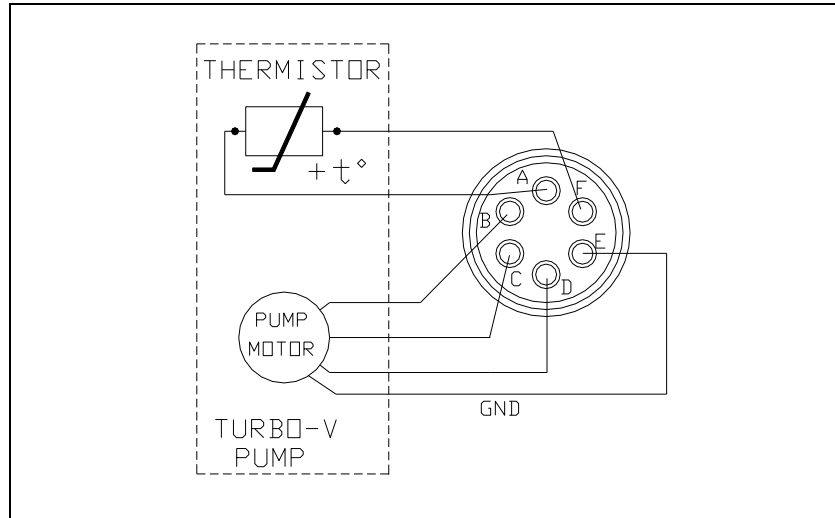 THERMISTOR
+t°
A
F
B
E
C
D
PUMP
MOTOR
GND
TURBO-V
PUMP